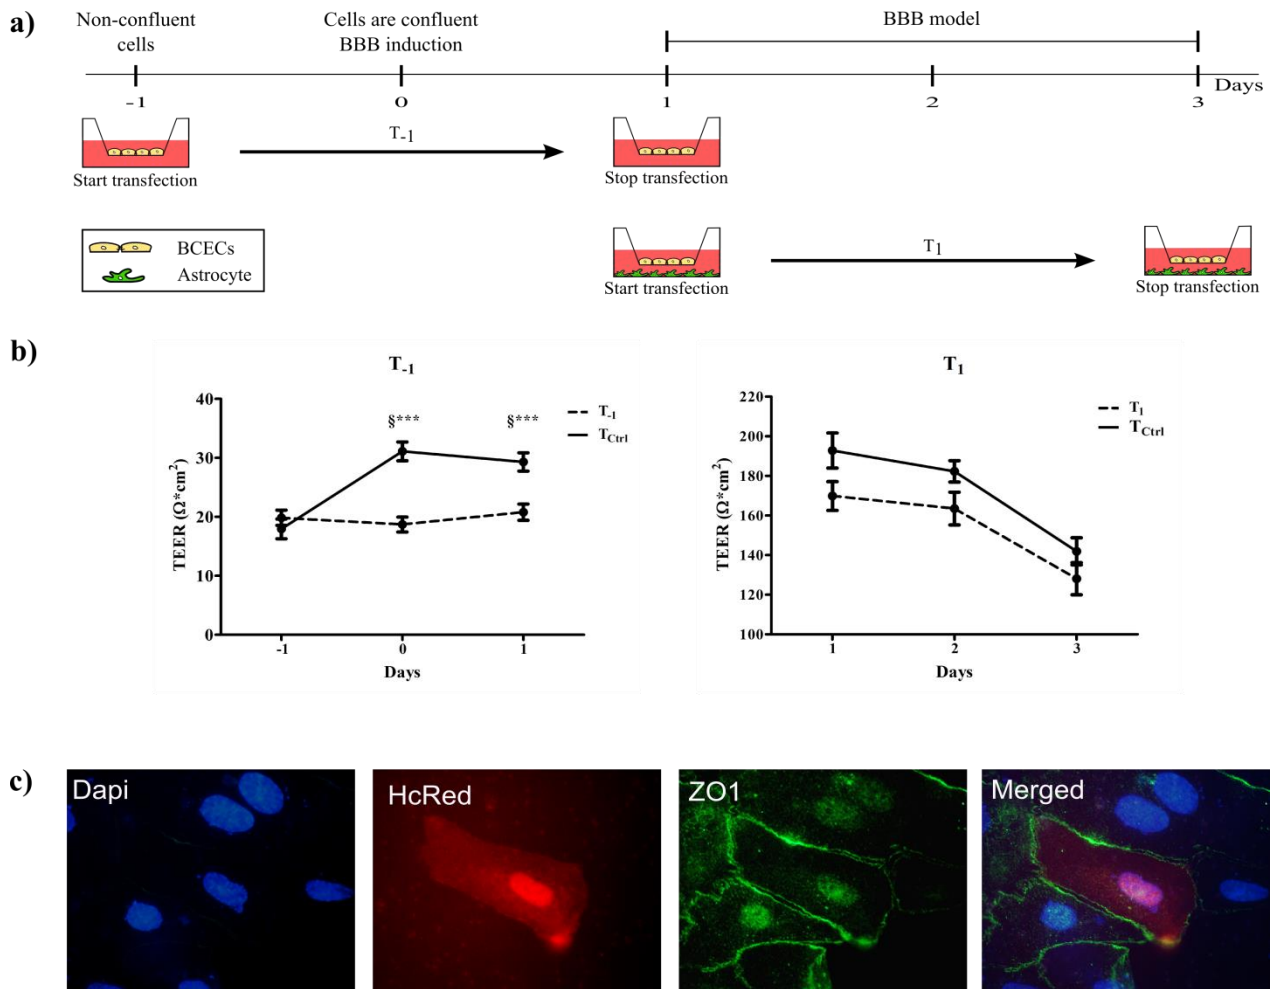 a)
Non-confluent
cells
Cells are confluent
BBB induction
BBB model
Days
-1
0
1
2
3
T-1
Start transfection
Stop transfection
BCECs
Astrocyte
T1
Start transfection
Stop transfection
b)
T-1
40
30
20
10
0
TEER (Ω*cm²)
§***
§***
T-1
TCtrl
-1
0
1
Days
T1
220
200
180
160
140
120
100
TEER (Ω*cm²)
T1
TCtrl
1
2
3
Days
c)
Dapi
HcRed
ZO1
Merged